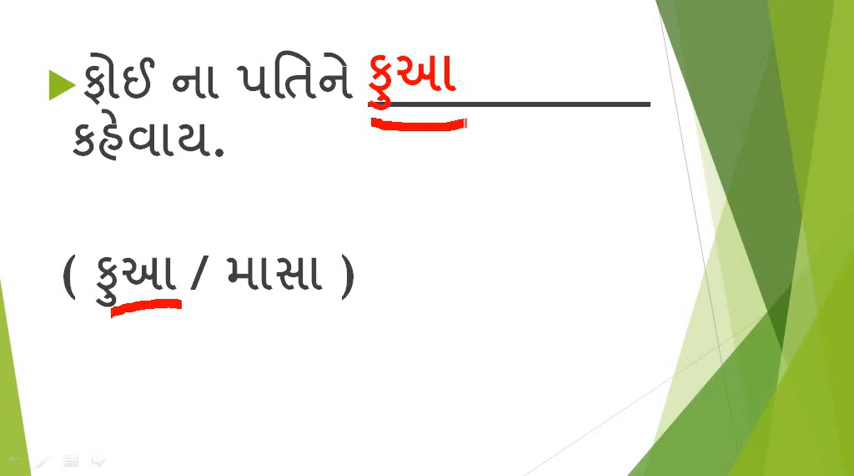 ફોઈ ના પતિને ફુઆ
કહેવાય.
( ફુઆ / માસા )